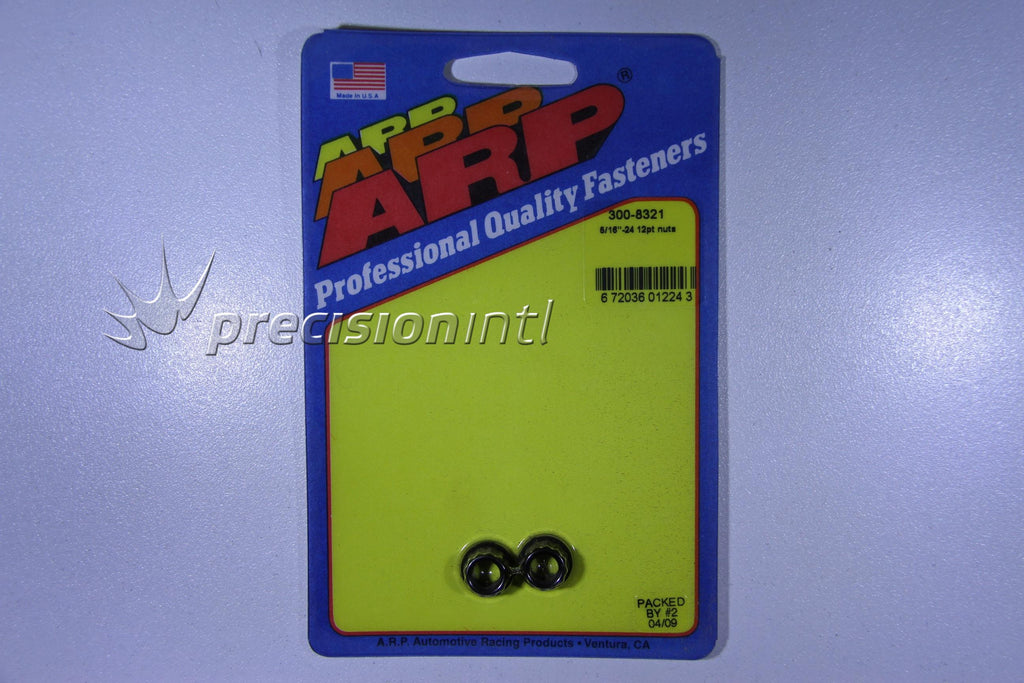 Made in U.S.A
ARP
ARP
ARP®
Professional Quality Fasteners
300-8321
5/16"-24 12pt nuts
6 72036 01224 3
precisionintl
PACKED
BY #2
04/09
A.R.P. Automotive Racing Products • Ventura, CA